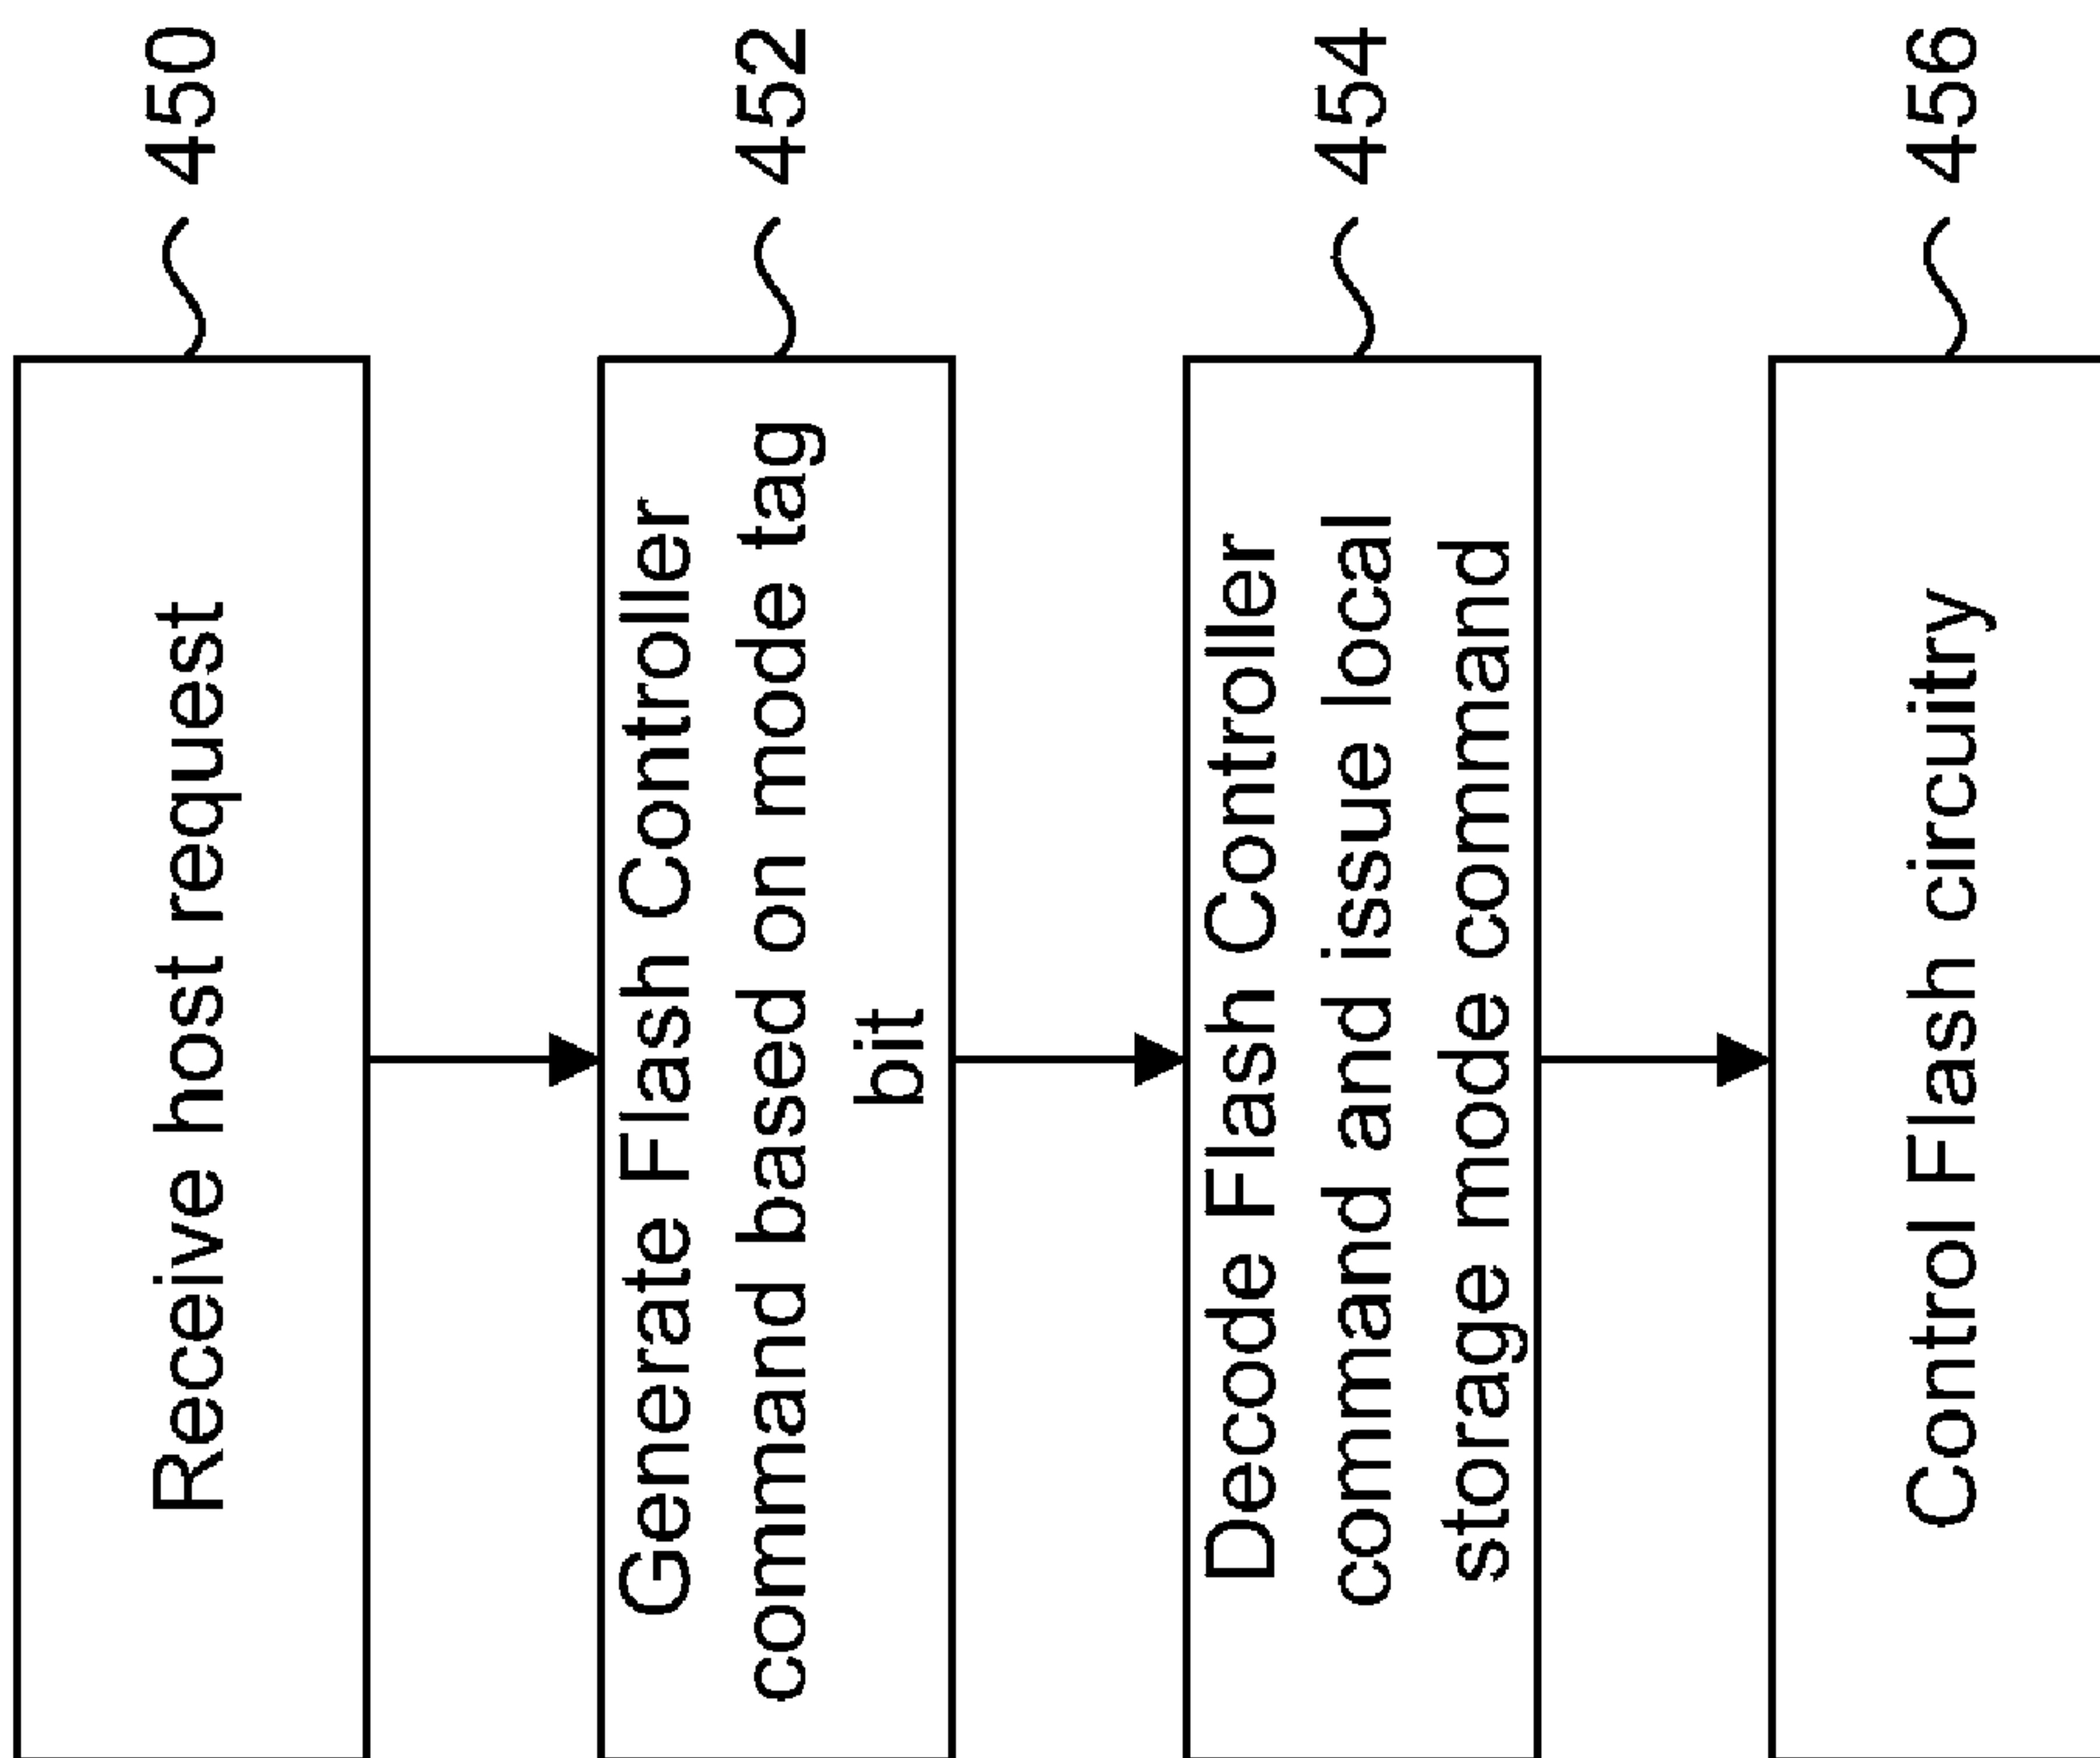 Receive host request
450
Generate Flash Controller
command based on mode tag
bit
452
Decode Flash Controller
command and issue local
storage mode command
454
Control Flash circuitry
456